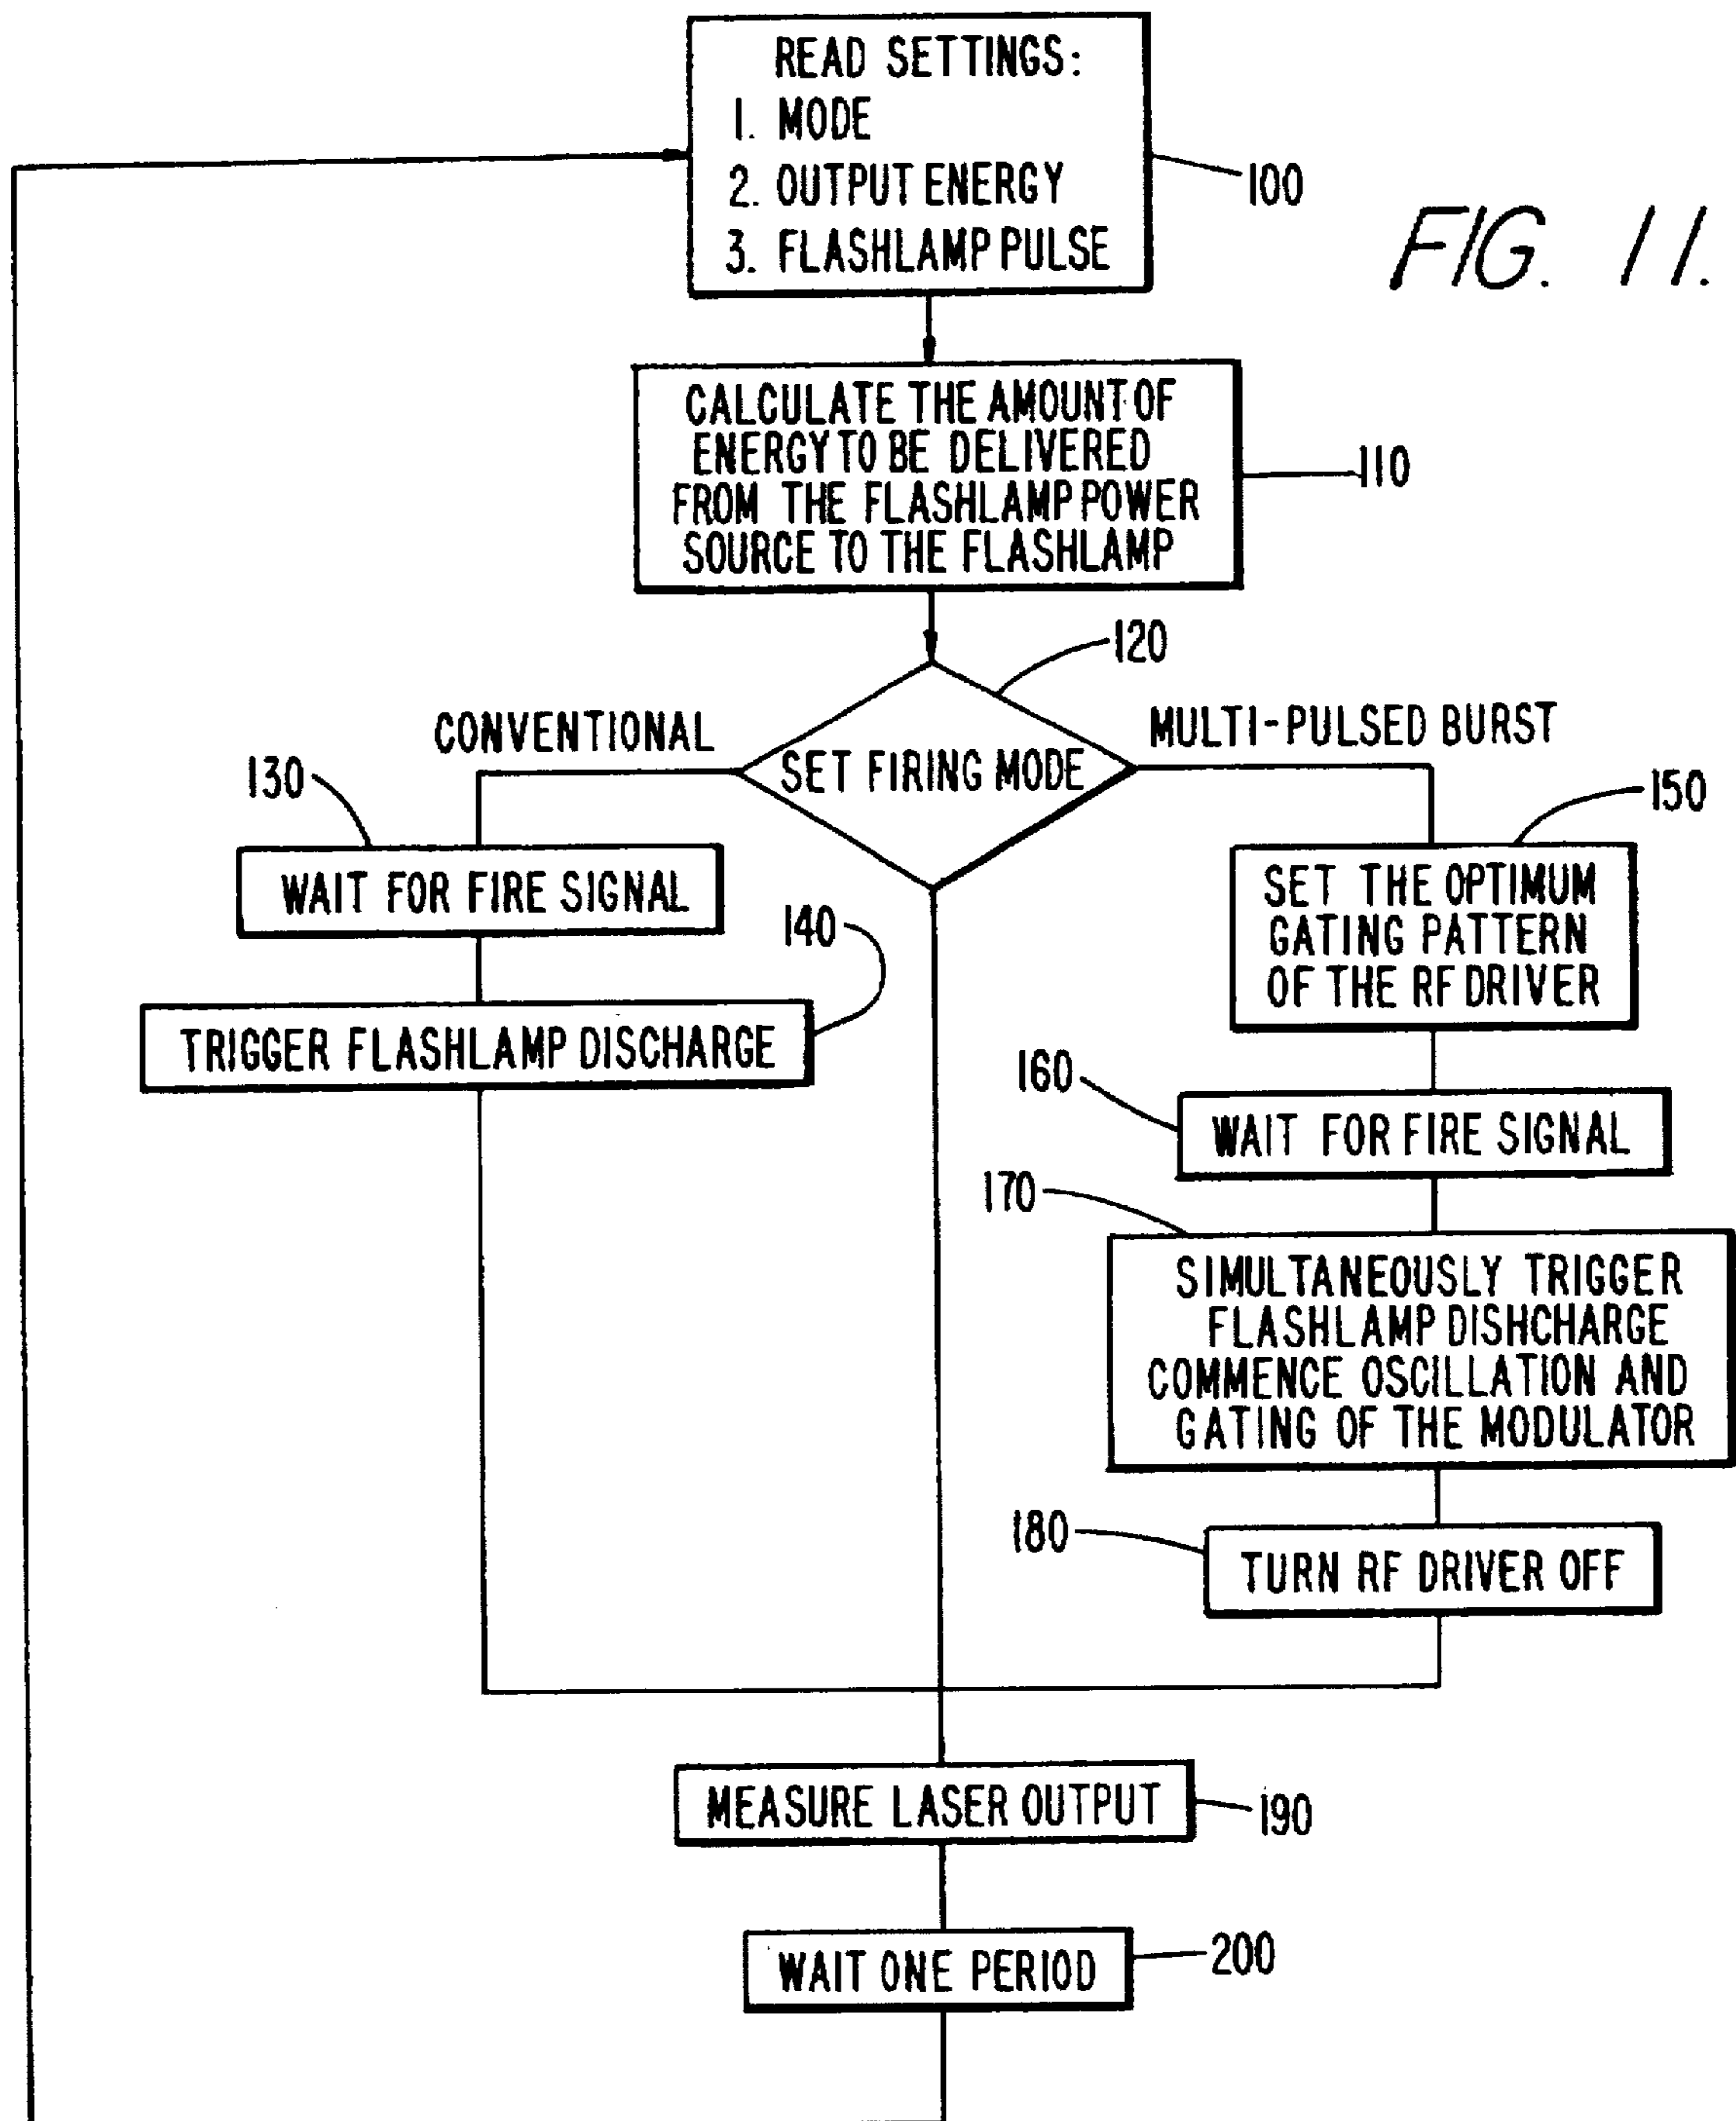 READ SETTINGS:
1. MODE
2. OUTPUT ENERGY
3. FLASHLAMP PULSE
100
FIG. 11.
CALCULATE THE AMOUNT OF
ENERGY TO BE DELIVERED
FROM THE FLASHLAMP POWER
SOURCE TO THE FLASHLAMP
110
120
CONVENTIONAL
MULTI-PULSED BURST
SET FIRING MODE
130
WAIT FOR FIRE SIGNAL
140
TRIGGER FLASHLAMP DISCHARGE
150
SET THE OPTIMUM
GATING PATTERN
OF THE RF DRIVER
160
WAIT FOR FIRE SIGNAL
170
SIMULTANEOUSLY TRIGGER
FLASHLAMP DISHCHARGE
COMMENCE OSCILLATION AND
GATING OF THE MODULATOR
180
TURN RF DRIVER OFF
MEASURE LASER OUTPUT
190
WAIT ONE PERIOD
200